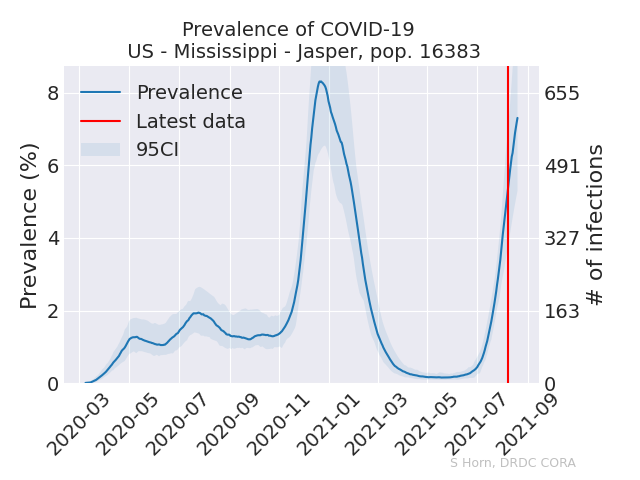 Prevalence of COVID-19
US - Mississippi - Jasper, pop. 16383
Prevalence
Latest data
95CI
Prevalence (%)
8
6
4
2
0
655
491
327
163
0
# of infections
2020-03
2020-05
2020-07
2020-09
2020-11
2021-01
2021-03
2021-05
2021-07
2021-09
S Horn, DRDC CORA